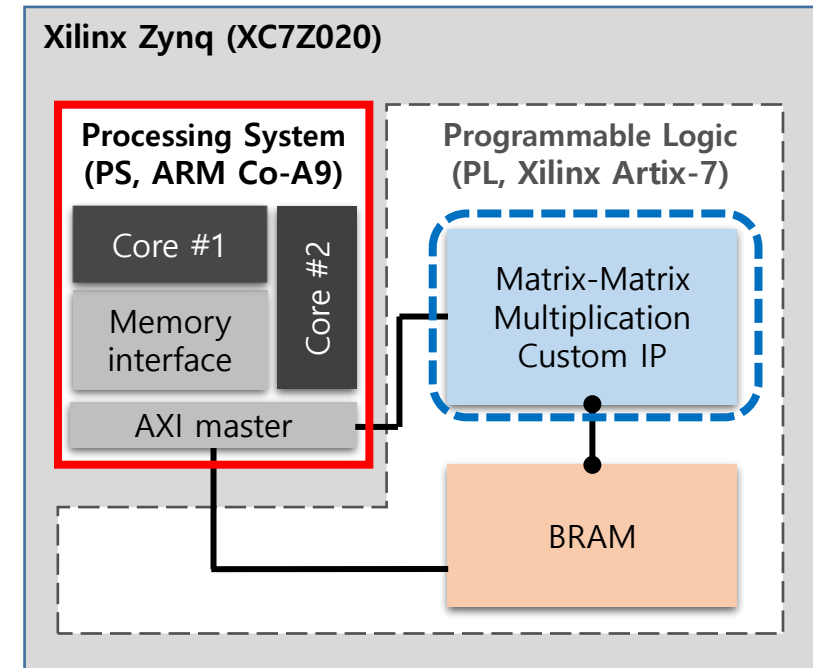 Xilinx Zynq (XC7Z020)
Processing System
(PS, ARM Co-A9)
Core #1
Core #2
Memory
interface
AXI master
Programmable Logic
(PL, Xilinx Artix-7)
Matrix-Matrix
Multiplication
Custom IP
BRAM